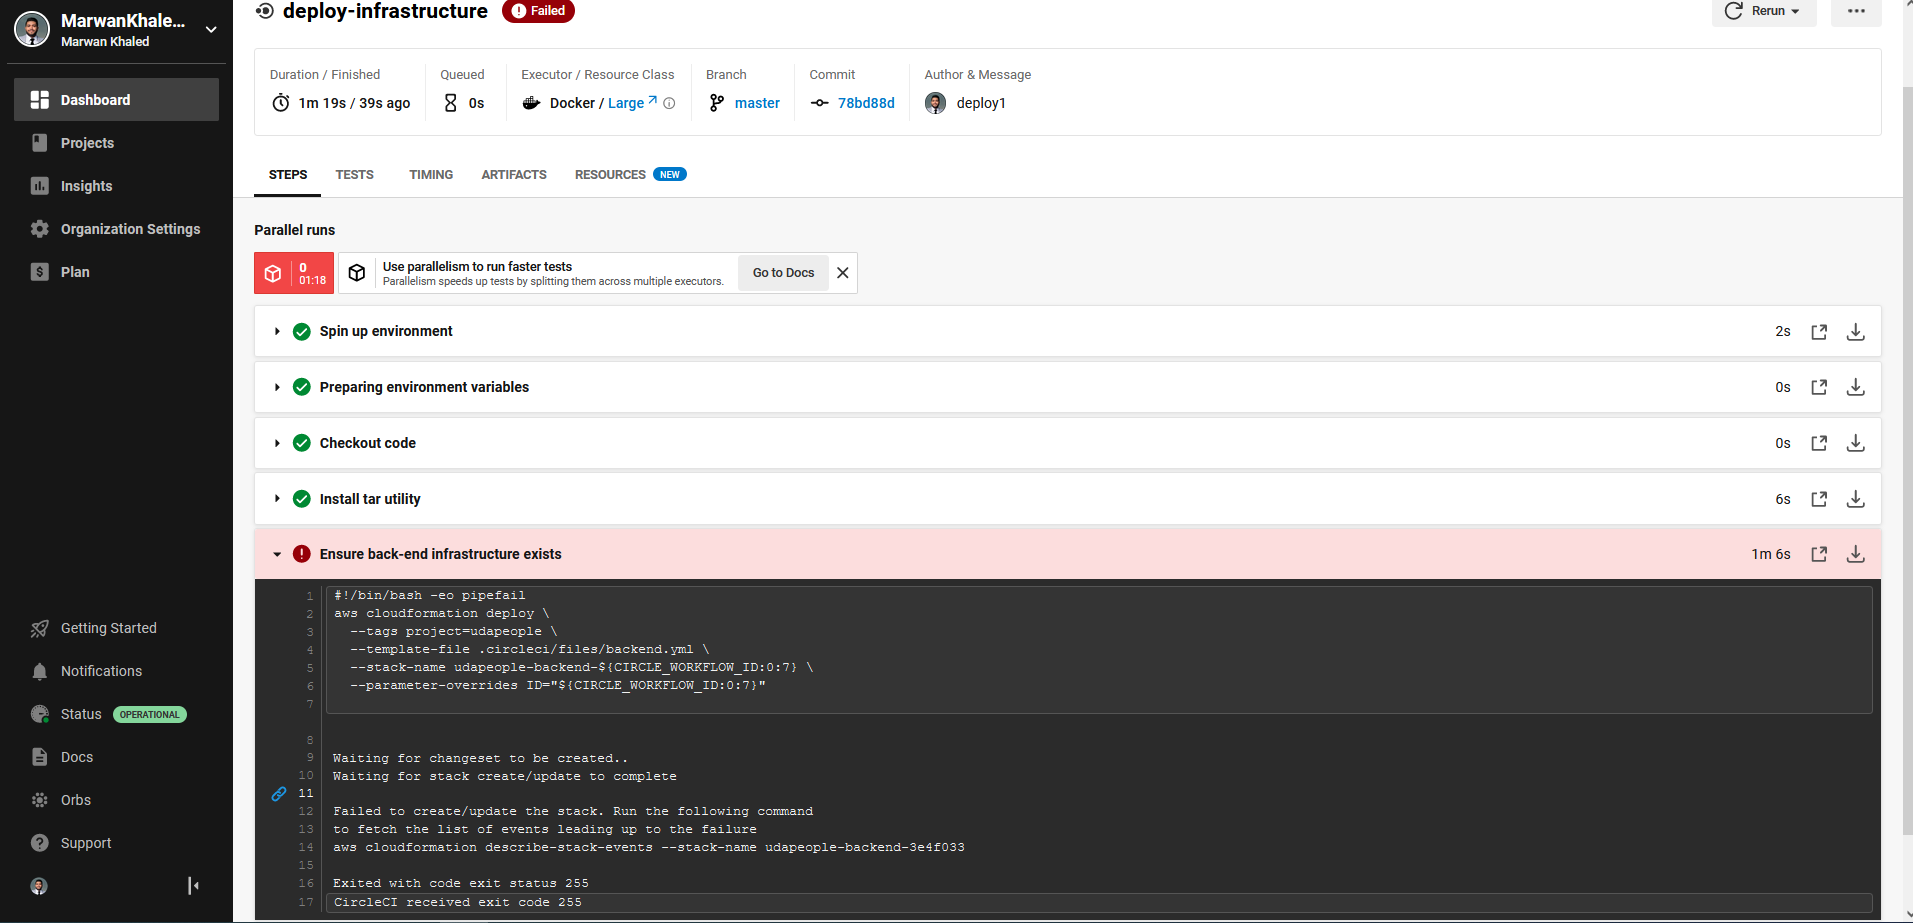 MarwanKhale...
Marwan Khaled
Dashboard
Projects
Insights
Organization Settings
Plan
Getting Started
Notifications
Status OPERATIONAL
Docs
Orbs
Support
deploy-infrastructure Failed
Rerun
Duration / Finished
1m 19s / 39s ago
Queued
0s
Executor / Resource Class
Docker / Large
Branch
master
Commit
78bd88d
Author & Message
deploy1
STEPS TESTS TIMING ARTIFACTS RESOURCES NEW
Parallel runs
0
01:18
Use parallelism to run faster tests
Parallelism speeds up tests by splitting them across multiple executors.
Go to Docs
Spin up environment 2s
Preparing environment variables 0s
Checkout code 0s
Install tar utility 6s
Ensure back-end infrastructure exists 1m 6s
1 #!/bin/bash -eo pipefail
2 aws cloudformation deploy \
3 --tags project=udapeople \
4 --template-file .circleci/files/backend.yml \
5 --stack-name udapeople-backend-${CIRCLE_WORKFLOW_ID:0:7} \
6 --parameter-overrides ID="${CIRCLE_WORKFLOW_ID:0:7}"
7
8
9 Waiting for changeset to be created..
10 Waiting for stack create/update to complete
11
12 Failed to create/update the stack. Run the following command
13 to fetch the list of events leading up to the failure
14 aws cloudformation describe-stack-events --stack-name udapeople-backend-3e4f033
15
16 Exited with code exit status 255
17 CircleCI received exit code 255